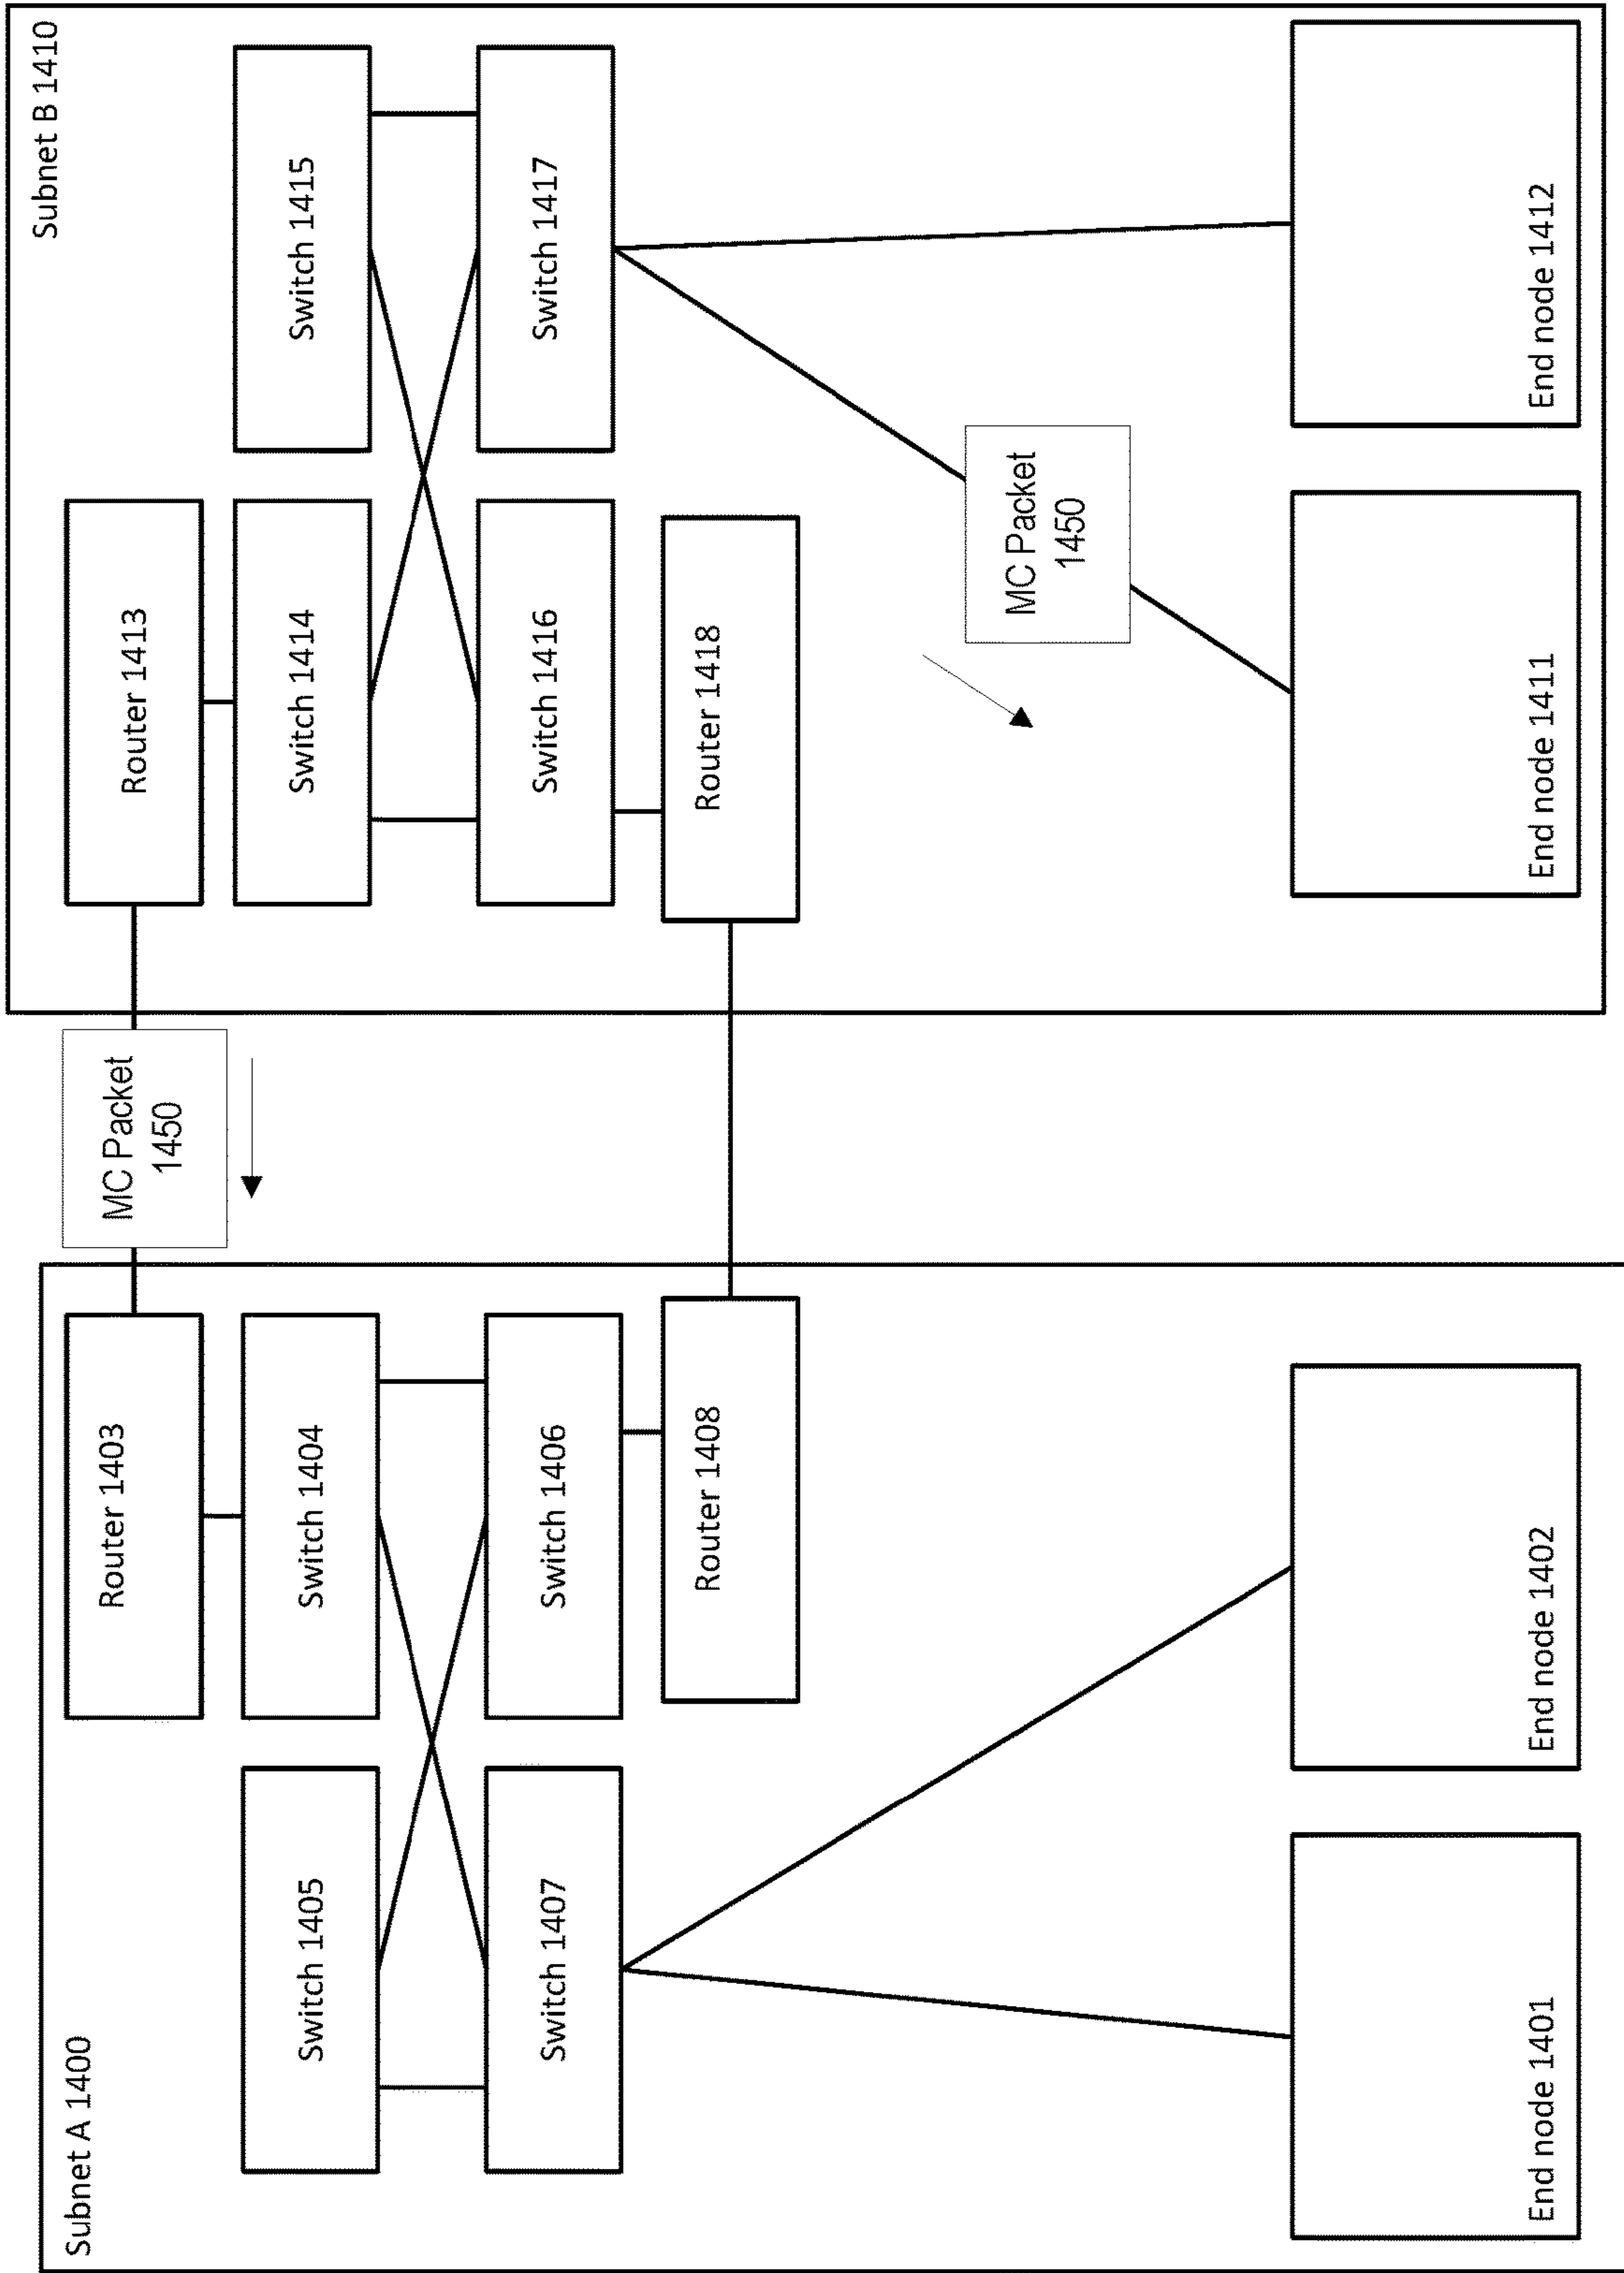 Subnet A 1400
Router 1403
Switch 1405
Switch 1404
Switch 1407
Switch 1406
Router 1408
End node 1401
End node 1402
MC Packet
1450
Subnet B 1410
Router 1413
Switch 1414
Switch 1415
Switch 1416
Switch 1417
Router 1418
MC Packet
1450
End node 1411
End node 1412